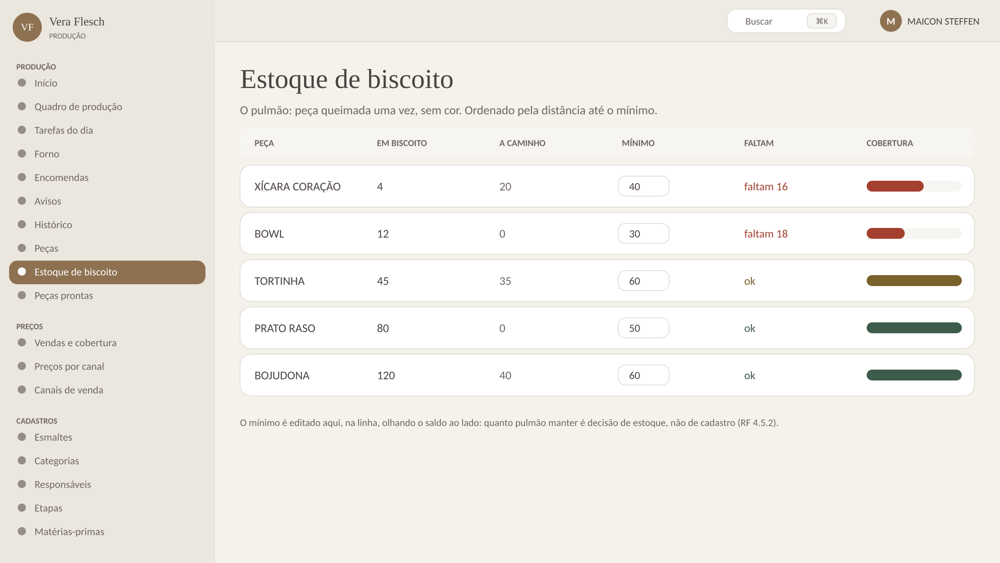 VF
Vera Flesch
PRODUÇÃO
Buscar
⌘K
M
MAICON STEFFEN
PRODUÇÃO
Início
Quadro de produção
Tarefas do dia
Forno
Encomendas
Avisos
Histórico
Peças
Estoque de biscoito
Peças prontas
PREÇOS
Vendas e cobertura
Preços por canal
Canais de venda
CADASTROS
Esmaltes
Categorias
Responsáveis
Etapas
Matérias-primas
Estoque de biscoito
O pulmão: peça queimada uma vez, sem cor. Ordenado pela distância até o mínimo.
PEÇA EM BISCOITO A CAMINHO MÍNIMO FALTAM COBERTURA
XÍCARA CORAÇÃO 4 20 40 faltam 16
BOWL 12 0 30 faltam 18
TORTINHA 45 35 60 ok
PRATO RASO 80 0 50 ok
BOJUDONA 120 40 60 ok
O mínimo é editado aqui, na linha, olhando o saldo ao lado: quanto pulmão manter é decisão de estoque, não de cadastro (RF 4.5.2).